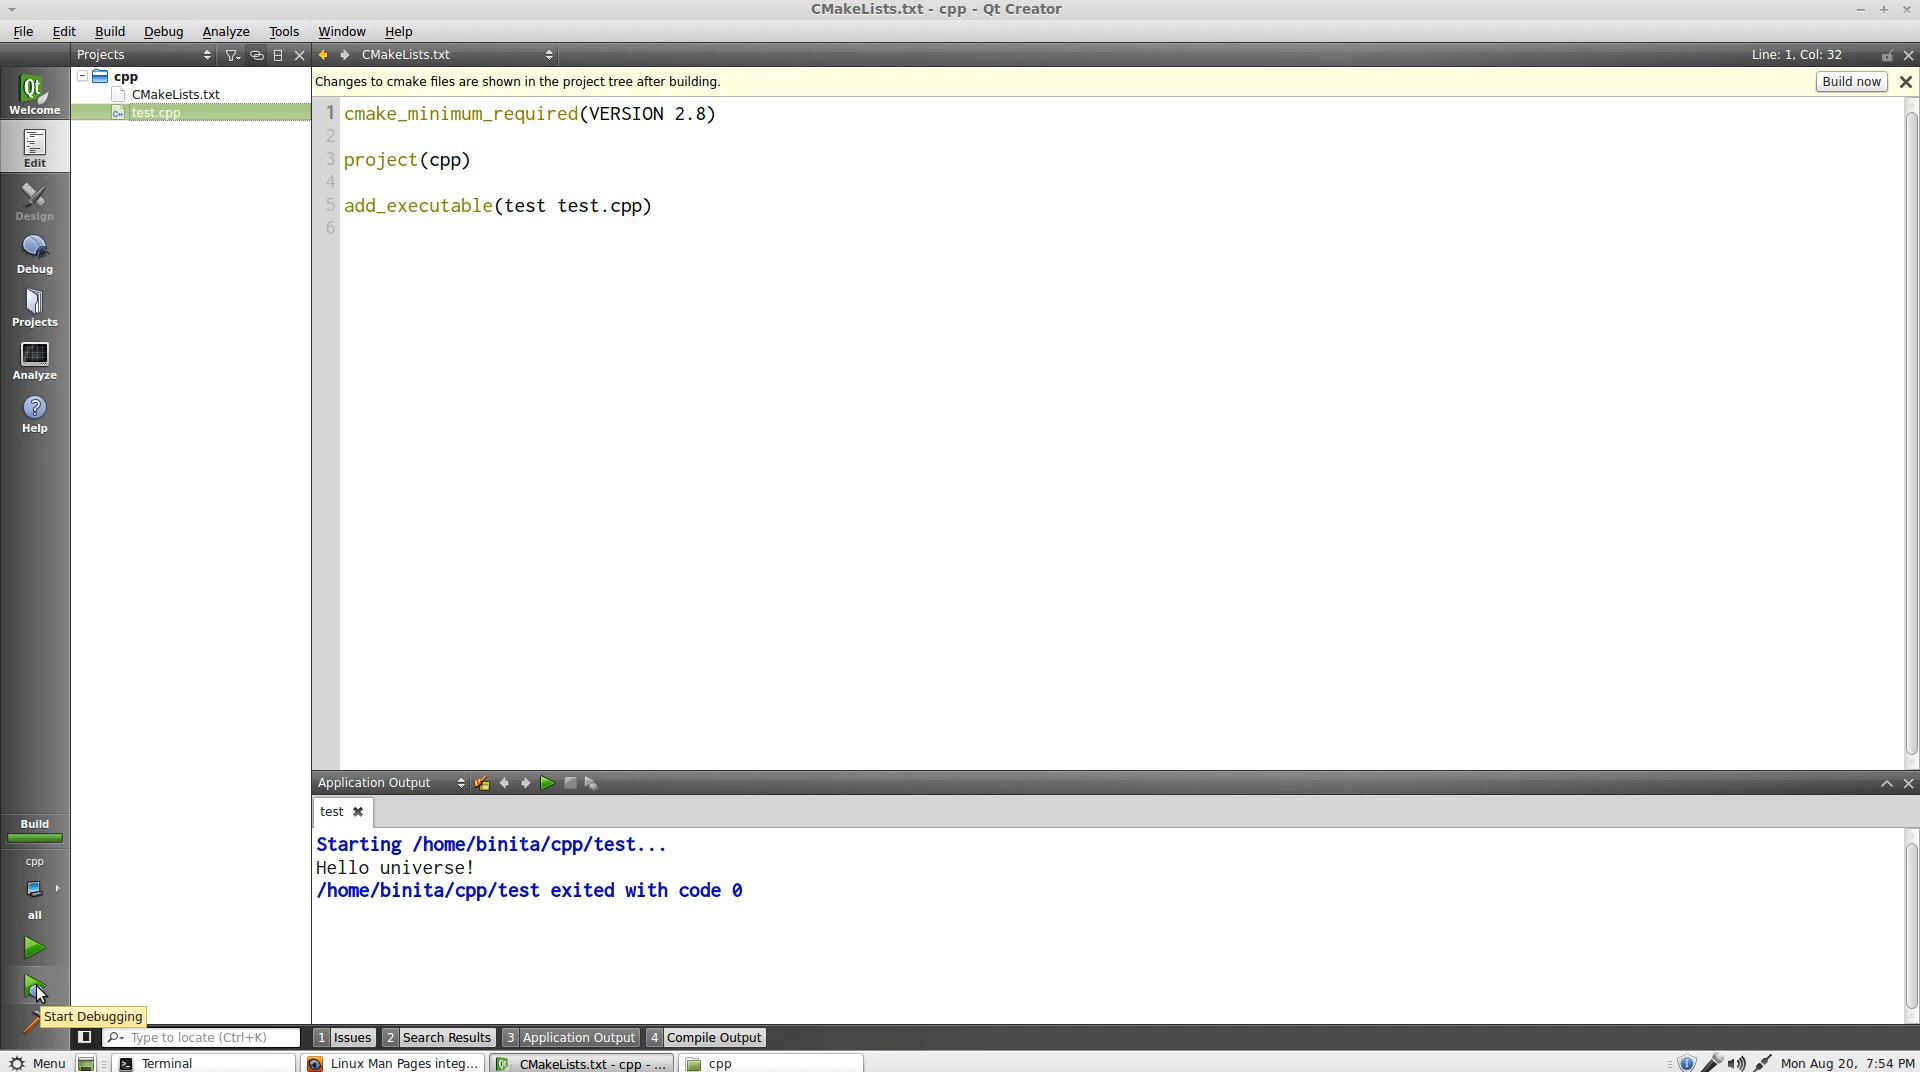 CMakeLists.txt - cpp - Qt Creator
File Edit Build Debug Analyze Tools Window Help
Projects CMakeLists.txt Line: 1, Col: 32
cpp
CMakeLists.txt
test.cpp
Changes to cmake files are shown in the project tree after building. Build now
1 cmake_minimum_required(VERSION 2.8)
2
3 project(cpp)
4
5 add_executable(test test.cpp)
6
Qt
Welcome
Edit
Design
Debug
Projects
Analyze
Help
Build
cpp
all
Start Debugging
Application Output
test
Starting /home/binita/cpp/test...
Hello universe!
/home/binita/cpp/test exited with code 0
Type to locate (Ctrl+K) 1 Issues 2 Search Results 3 Application Output 4 Compile Output
Menu Terminal Linux Man Pages integ... CMakeLists.txt - cpp - ... cpp Mon Aug 20, 7:54 PM